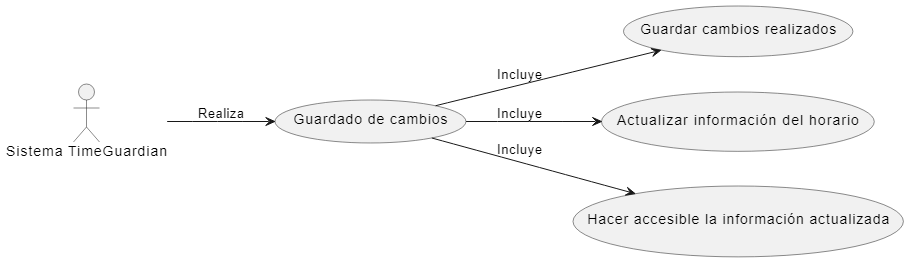 Guardar cambios realizados
Incluye
Realiza
Guardado de cambios
Incluye
Actualizar información del horario
Sistema TimeGuardian
Incluye
Hacer accesible la información actualizada